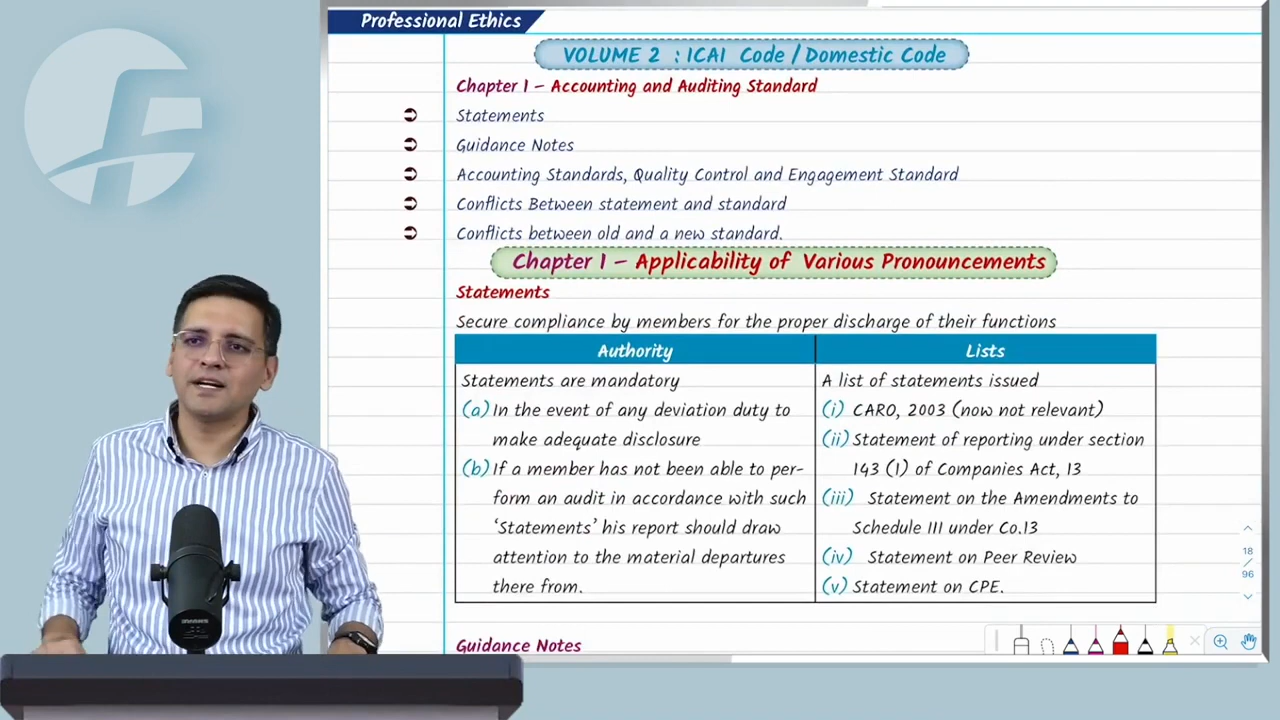 Professional Ethics
VOLUME 2 : ICAI Code / Domestic Code
Chapter 1 – Accounting and Auditing Standard
Statements
Guidance Notes
Accounting Standards, Quality Control and Engagement Standard
Conflicts Between statement and standard
Conflicts between old and a new standard.
Chapter 1 – Applicability of Various Pronouncements
Statements
Secure compliance by members for the proper discharge of their functions
Authority
Statements are mandatory
(a) In the event of any deviation duty to
make adequate disclosure
(b) If a member has not been able to per-
form an audit in accordance with such
‘Statements’ his report should draw
attention to the material departures
there from.
Lists
A list of statements issued
(i) CARO, 2003 (now not relevant)
(ii) Statement of reporting under section
143 (1) of Companies Act, 13
(iii) Statement on the Amendments to
Schedule III under Co.13
(iv) Statement on Peer Review
(v) Statement on CPE.
Guidance Notes
18
/
96